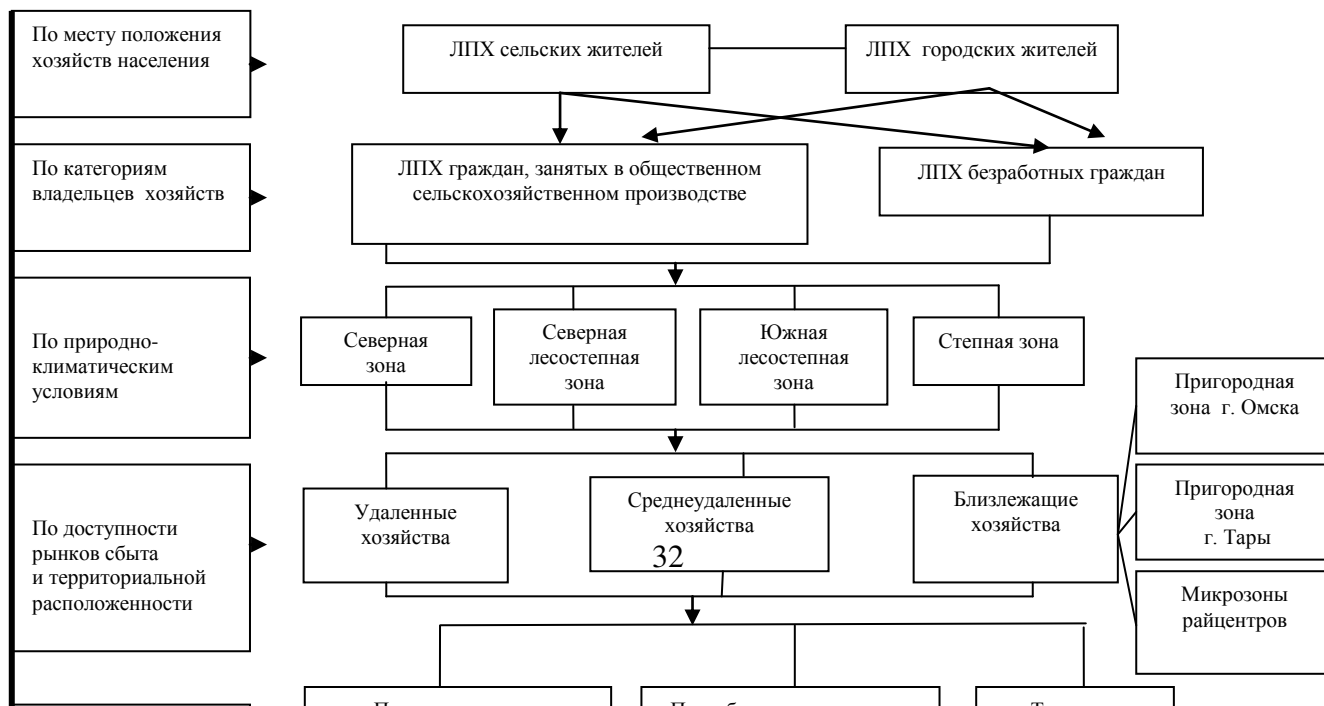 По месту положения
хозяйств населения
ЛПХ сельских жителей
ЛПХ городских жителей
По категориям
владельцев хозяйств
ЛПХ граждан, занятых в общественном
сельскохозяйственном производстве
ЛПХ безработных граждан
По природно-
климатическим
условиям
Северная
зона
Северная
лесостепная
зона
Южная
лесостепная
зона
Степная зона
По доступности
рынков сбыта
и территориальной
расположенности
Удаленные
хозяйства
Среднеудаленные
хозяйства
32
Близлежащие
хозяйства
Пригородная
зона г. Омска
Пригородная
зона
г. Тары
Микрозоны
райцентров